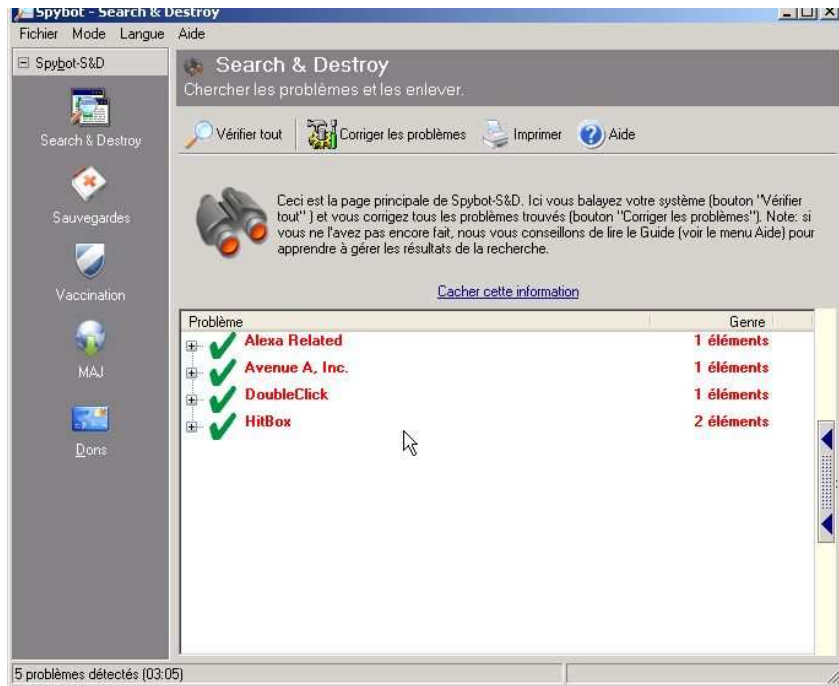 Spybot - Search & Destroy
Fichier Mode Langue Aide
Spybot-S&D
Search & Destroy
Sauvegardes
Vaccination
MAJ
Dons
Search & Destroy
Chercher les problèmes et les enlever.
Vérifier tout Corriger les problèmes Imprimer Aide
Ceci est la page principale de Spybot-S&D. Ici vous balayez votre système (bouton "Vérifier
tout" ) et vous corrigez tous les problèmes trouvés (bouton "Corriger les problèmes"). Note: si
vous ne l'avez pas encore fait, nous vous conseillons de lire le Guide (voir le menu Aide) pour
apprendre à gérer les résultats de la recherche.
Cacher cette information
Problème Genre
Alexa Related 1 éléments
Avenue A, Inc. 1 éléments
DoubleClick 1 éléments
HitBox 2 éléments
5 problèmes détectés (03:05)